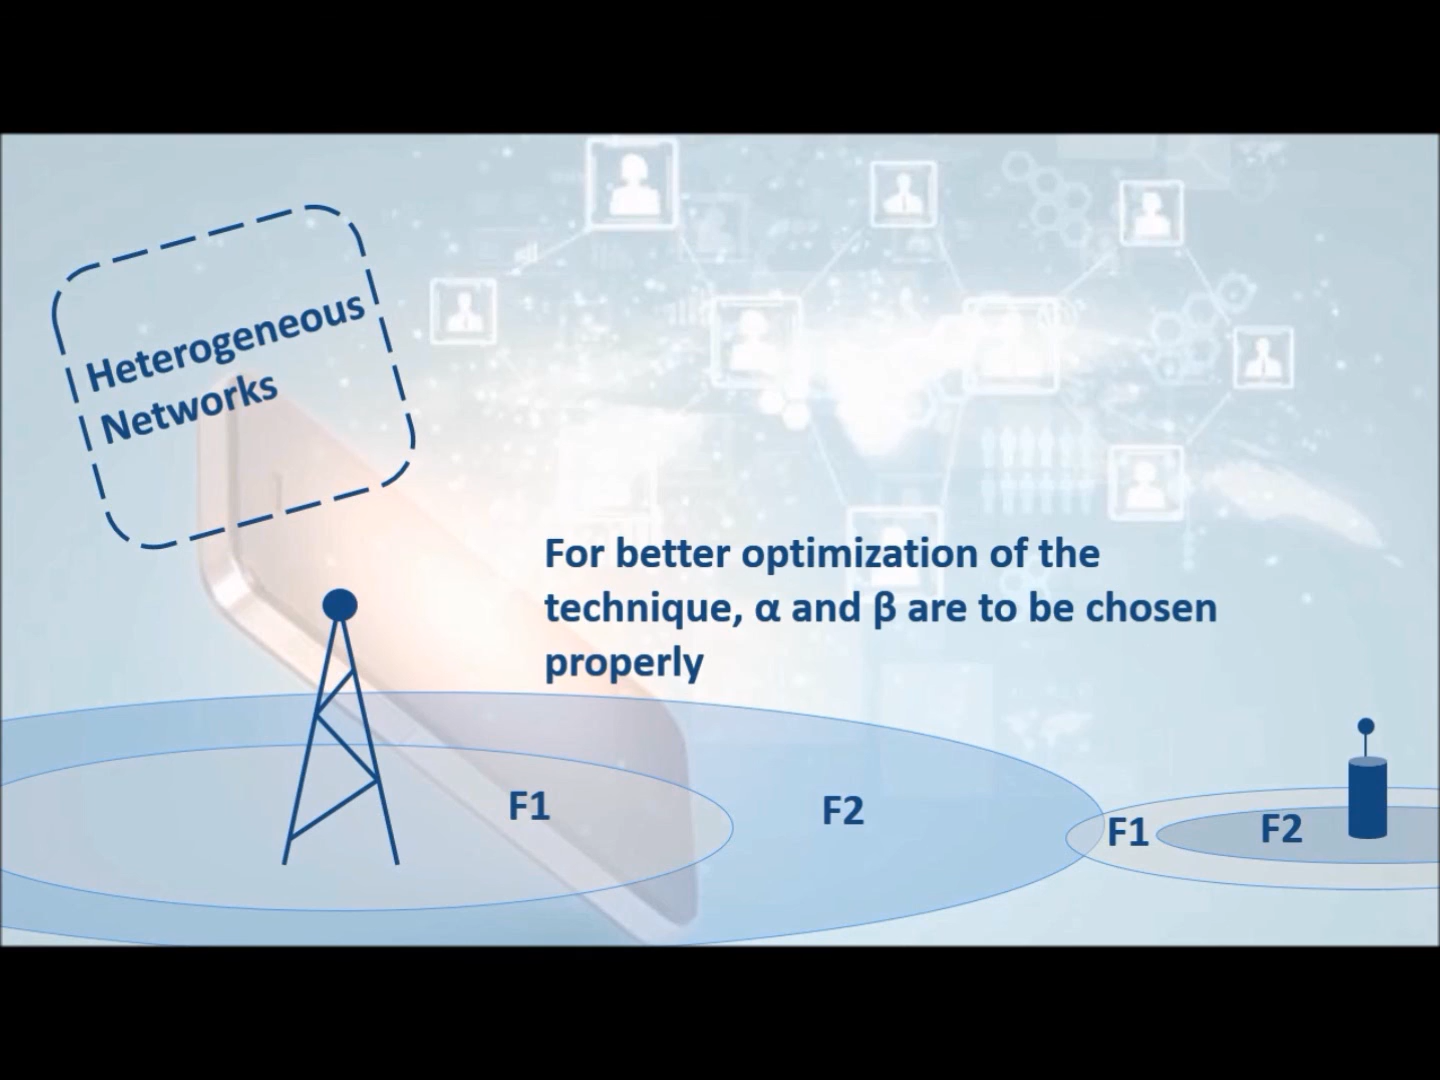 Heterogeneous
Networks
For better optimization of the
technique, α and β are to be chosen
properly
F1
F2
F1
F2